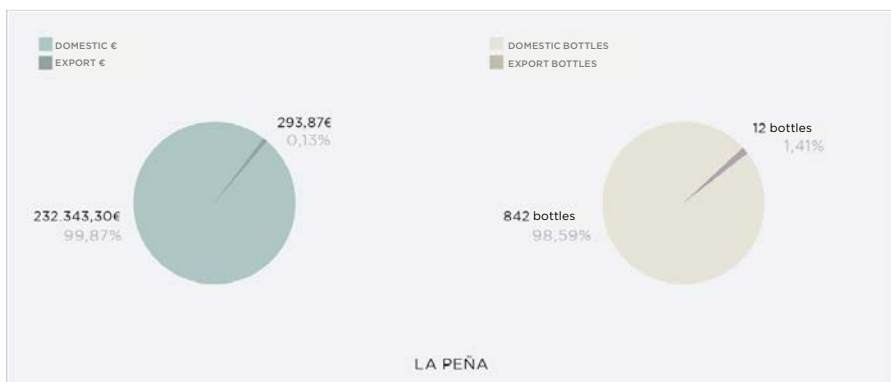 DOMESTIC €
EXPORT €
293,87€
0,13%
232.343,30€
99,87%
DOMESTIC BOTTLES
EXPORT BOTTLES
12 bottles
1,41%
842 bottles
98,59%
LA PEÑA